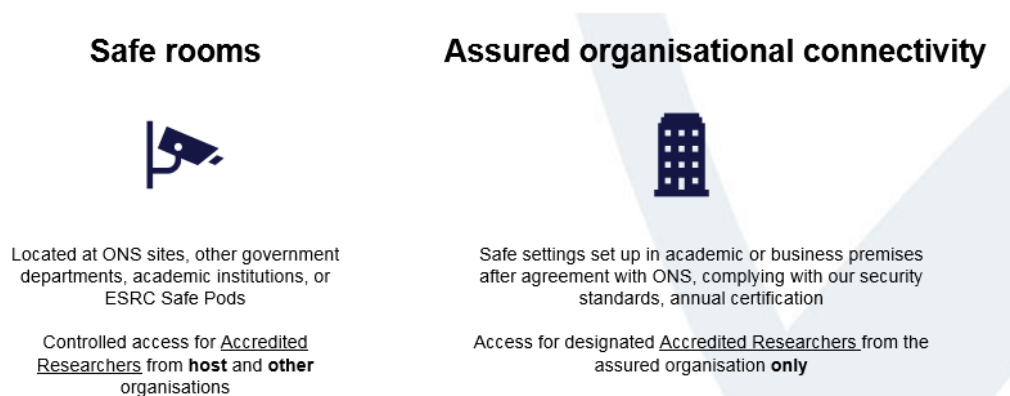 Safe rooms
Located at ONS sites, other government
departments, academic institutions, or
ESRC Safe Pods
Controlled access for Accredited
Researchers from host and other
organisations
Assured organisational connectivity
Safe settings set up in academic or business premises
after agreement with ONS, complying with our security
standards, annual certification
Access for designated Accredited Researchers from the
assured organisation only